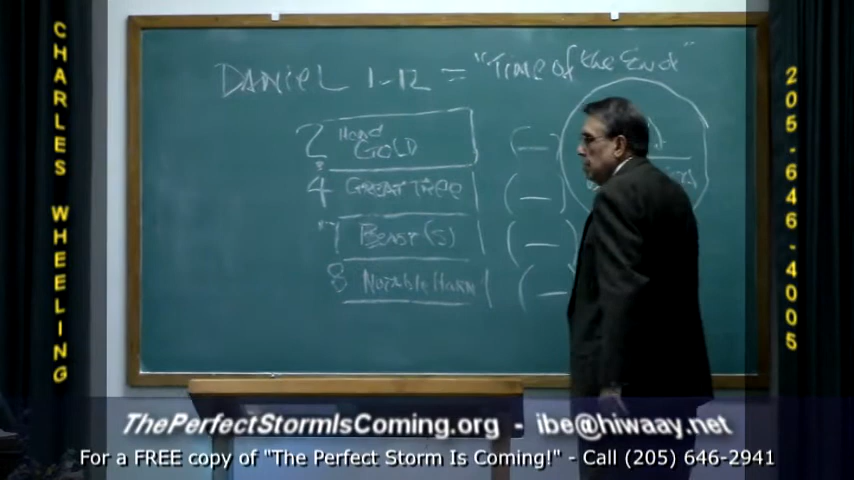 DANIEL 1-12 = "Time of the End"
2 Head GOLD
4 GREAT TREE
7 BEAST(S)
8 Notable Horn
CHARLES WHEELING
205-646-4005
ThePerfectStormIsComing.org - ibe@hiwaay.net
For a FREE copy of "The Perfect Storm Is Coming!" - Call (205) 646-2941